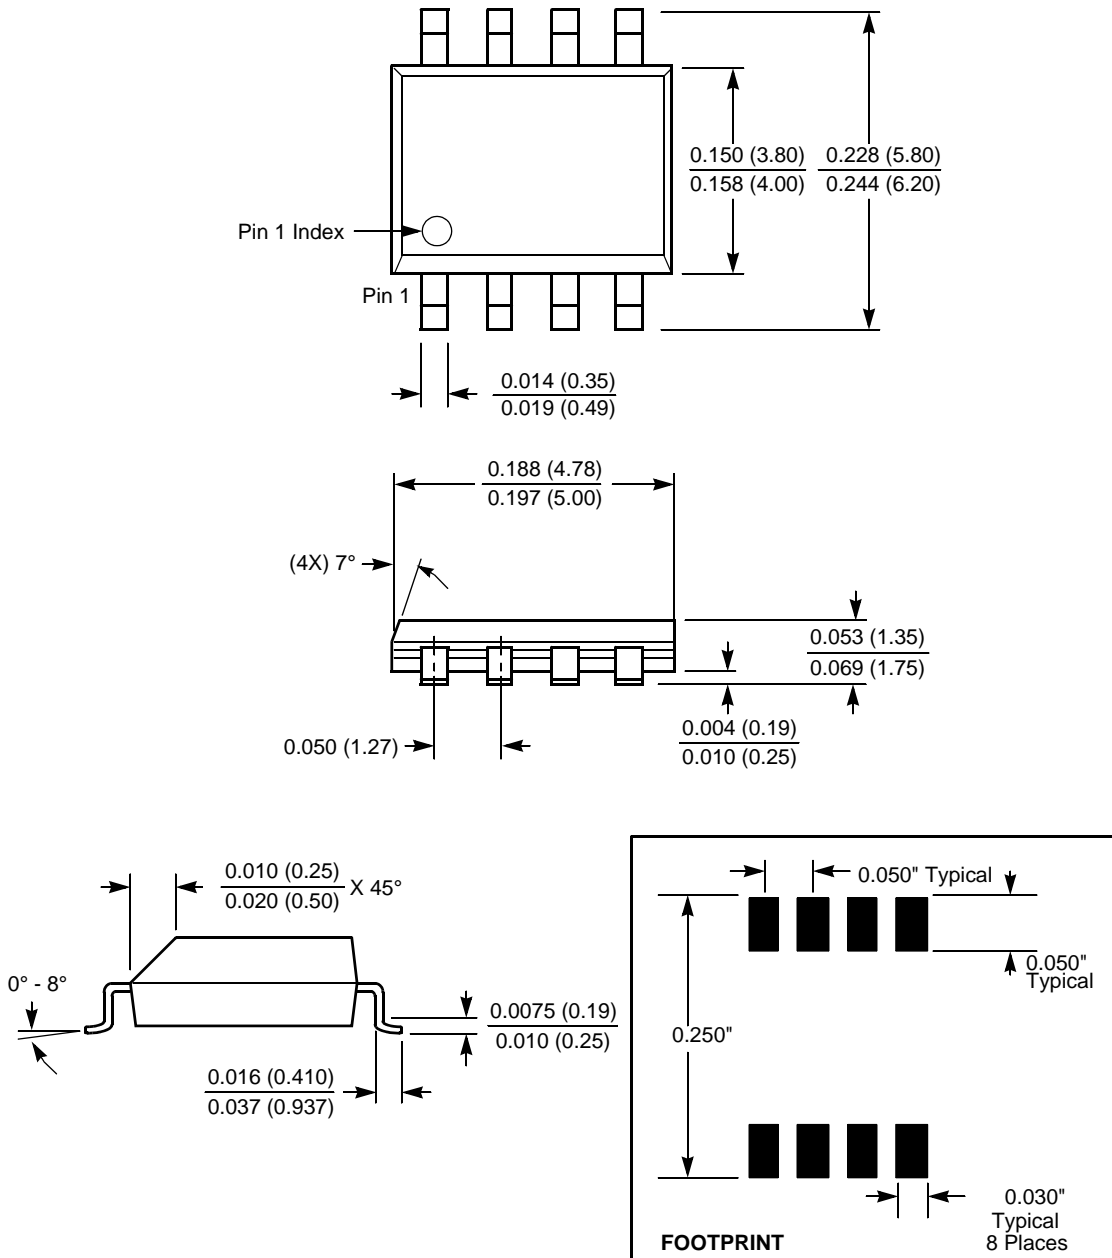 0.150 (3.80) 0.228 (5.80)
0.158 (4.00) 0.244 (6.20)
Pin 1 Index
Pin 1
0.014 (0.35)
0.019 (0.49)
0.188 (4.78)
0.197 (5.00)
(4X) 7°
0.053 (1.35)
0.069 (1.75)
0.004 (0.19)
0.010 (0.25)
0.050 (1.27)
0.010 (0.25)
0.020 (0.50)
X 45°
0° - 8°
0.0075 (0.19)
0.010 (0.25)
0.016 (0.410)
0.037 (0.937)
0.050" Typical
0.050"
Typical
0.250"
0.030"
Typical
8 Places
FOOTPRINT